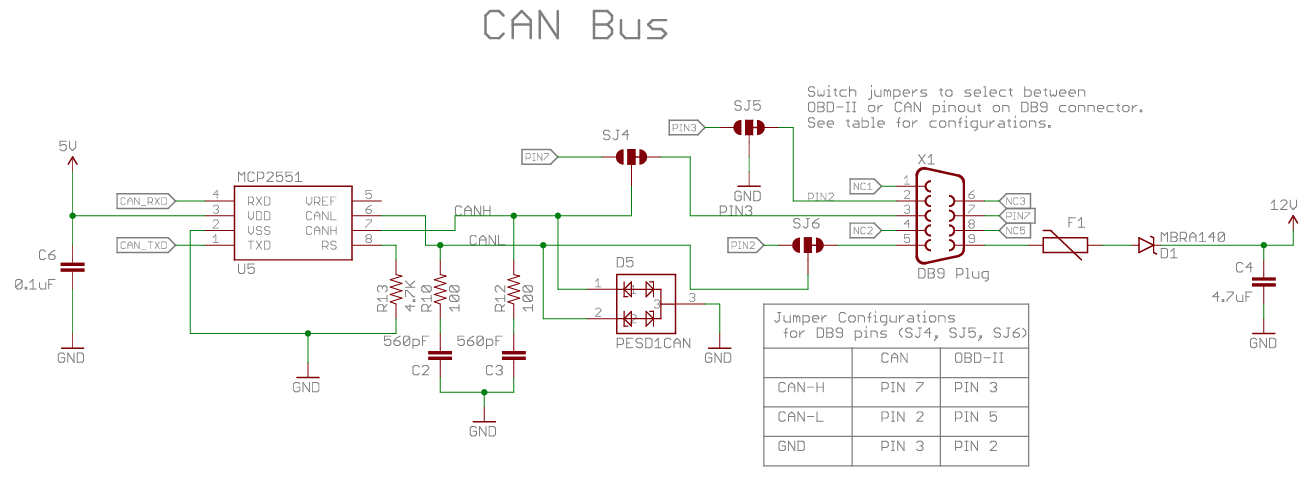 CAN Bus
Switch jumpers to select between
OBD-II or CAN pinout on DB9 connector.
See table for configurations.
SJ5
PIN3
SJ4
PIN7
GND
5V
MCP2551
CAN_RXD
4 RXD VREF 5
3 VDD CANL 6
2 VSS CANH 7
CAN_TXD
1 TXD RS 8
U5
CANH
CANL
PIN2
PIN3
SJ6
PIN2
X1
NC1
NC2
1
2
3
4
5
6
7
8
9
NC3
PIN7
NC5
DB9 Plug
F1
MBRA140
D1
12V
C4
4.7uF
GND
C6
0.1uF
GND
R13
4.7K
R10
100
R12
100
D5
1
2
3
PESD1CAN
GND
560pF
C2
560pF
C3
GND
GND
Jumper Configurations
for DB9 pins (SJ4, SJ5, SJ6)
CAN OBD-II
CAN-H PIN 7 PIN 3
CAN-L PIN 2 PIN 5
GND PIN 3 PIN 2